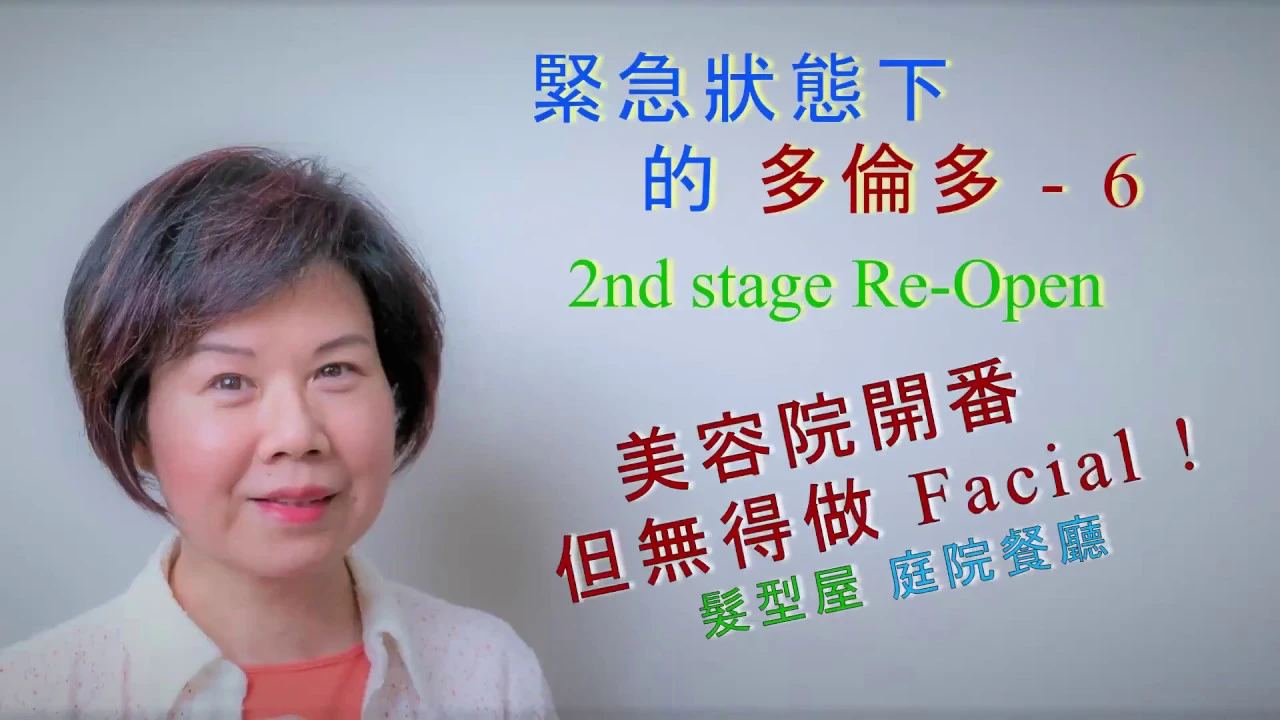 緊急狀態下
的 多倫多 - 6
2nd stage Re-Open
美容院開番
但無得做 Facial !
髮型屋 庭院餐廳